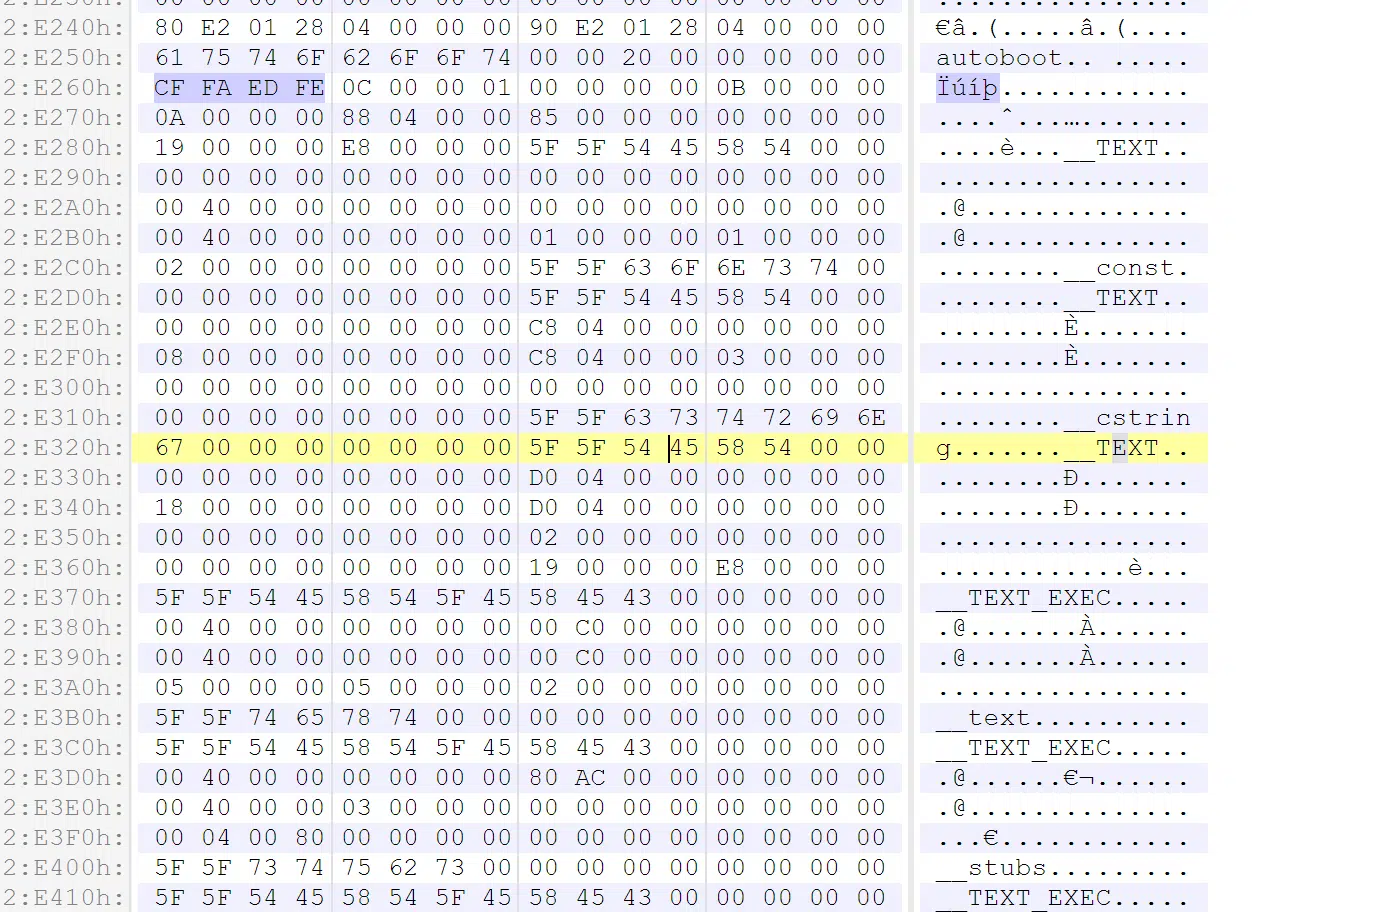 2:E240h: 80 E2 01 28 04 00 00 00 90 E2 01 28 04 00 00 00 €â.(.....â.(....
2:E250h: 61 75 74 6F 62 6F 6F 74 00 00 20 00 00 00 00 00 autoboot.. .....
2:E260h: CF FA ED FE 0C 00 00 01 00 00 00 00 0B 00 00 00 Ïúíþ............
2:E270h: 0A 00 00 00 88 04 00 00 85 00 00 00 00 00 00 00 ....ˆ...….......
2:E280h: 19 00 00 00 E8 00 00 00 5F 5F 54 45 58 54 00 00 ....è...__TEXT..
2:E290h: 00 00 00 00 00 00 00 00 00 00 00 00 00 00 00 00 ................
2:E2A0h: 00 40 00 00 00 00 00 00 00 00 00 00 00 00 00 00 .@..............
2:E2B0h: 00 40 00 00 00 00 00 00 01 00 00 00 01 00 00 00 .@..............
2:E2C0h: 02 00 00 00 00 00 00 00 5F 5F 63 6F 6E 73 74 00 ........__const.
2:E2D0h: 00 00 00 00 00 00 00 00 5F 5F 54 45 58 54 00 00 ........__TEXT..
2:E2E0h: 00 00 00 00 00 00 00 00 C8 04 00 00 00 00 00 00 ........È.......
2:E2F0h: 08 00 00 00 00 00 00 00 C8 04 00 00 03 00 00 00 ........È.......
2:E300h: 00 00 00 00 00 00 00 00 00 00 00 00 00 00 00 00 ................
2:E310h: 00 00 00 00 00 00 00 00 5F 5F 63 73 74 72 69 6E ........__cstrin
2:E320h: 67 00 00 00 00 00 00 00 5F 5F 54 45 58 54 00 00 g.......__TEXT..
2:E330h: 00 00 00 00 00 00 00 00 D0 04 00 00 00 00 00 00 ........Ð.......
2:E340h: 18 00 00 00 00 00 00 00 D0 04 00 00 00 00 00 00 ........Ð.......
2:E350h: 00 00 00 00 00 00 00 00 02 00 00 00 00 00 00 00 ................
2:E360h: 00 00 00 00 00 00 00 00 19 00 00 00 E8 00 00 00 ............è...
2:E370h: 5F 5F 54 45 58 54 5F 45 58 45 43 00 00 00 00 00 __TEXT_EXEC.....
2:E380h: 00 40 00 00 00 00 00 00 00 C0 00 00 00 00 00 00 .@.......À......
2:E390h: 00 40 00 00 00 00 00 00 00 C0 00 00 00 00 00 00 .@.......À......
2:E3A0h: 05 00 00 00 05 00 00 00 02 00 00 00 00 00 00 00 ................
2:E3B0h: 5F 5F 74 65 78 74 00 00 00 00 00 00 00 00 00 00 __text..........
2:E3C0h: 5F 5F 54 45 58 54 5F 45 58 45 43 00 00 00 00 00 __TEXT_EXEC.....
2:E3D0h: 00 40 00 00 00 00 00 00 80 AC 00 00 00 00 00 00 .@......€¬......
2:E3E0h: 00 40 00 00 03 00 00 00 00 00 00 00 00 00 00 00 .@..............
2:E3F0h: 00 04 00 80 00 00 00 00 00 00 00 00 00 00 00 00 ...€............
2:E400h: 5F 5F 73 74 75 62 73 00 00 00 00 00 00 00 00 00 __stubs.........
2:E410h: 5F 5F 54 45 58 54 5F 45 58 45 43 00 00 00 00 00 __TEXT_EXEC.....